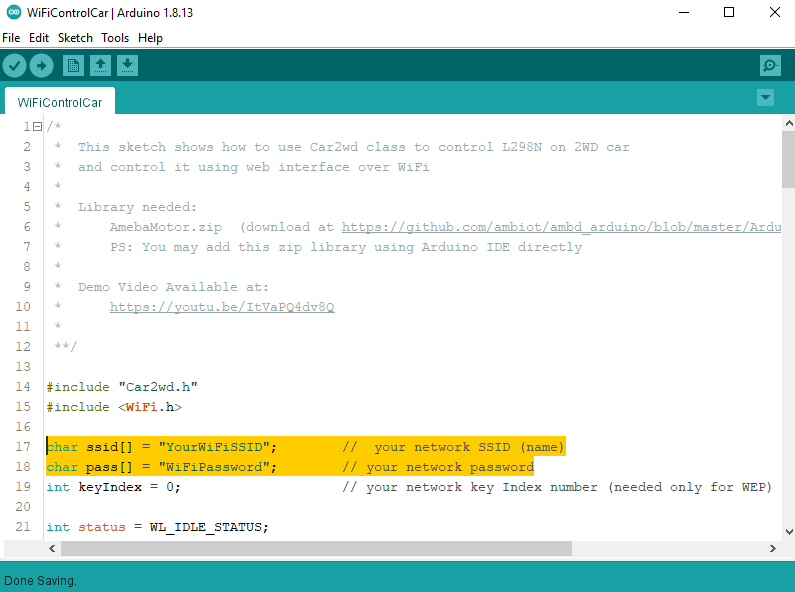 WiFiControlCar | Arduino 1.8.13
File Edit Sketch Tools Help
WiFiControlCar
1 /*
2 *  This sketch shows how to use Car2wd class to control L298N on 2WD car
3 *  and control it using web interface over WiFi
4 *
5 *  Library needed:
6 *      AmebaMotor.zip  (download at https://github.com/ambiot/ambd_arduino/blob/master/Ardu
7 *      PS: You may add this zip library using Arduino IDE directly
8 *
9 *  Demo Video Available at:
10 *      https://youtu.be/ItVaPQ4dv8Q
11 *
12 **/
13
14 #include "Car2wd.h"
15 #include <WiFi.h>
16
17 char ssid[] = "YourWiFiSSID";        //  your network SSID (name)
18 char pass[] = "WiFiPassword";        // your network password
19 int keyIndex = 0;                    // your network key Index number (needed only for WEP)
20
21 int status = WL_IDLE_STATUS;
Done Saving.